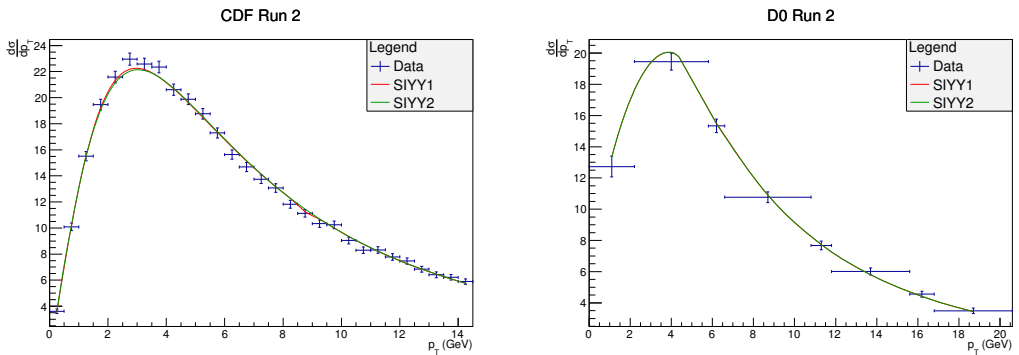 CDF Run 2
dσ
dp_T
24
22
20
18
16
14
12
10
8
6
4
0 2 4 6 8 10 12 14
p_T (GeV)
Legend
Data
SIYY1
SIYY2
D0 Run 2
dσ
dp_T
20
18
16
14
12
10
8
6
4
0 2 4 6 8 10 12 14 16 18 20
p_T (GeV)
Legend
Data
SIYY1
SIYY2